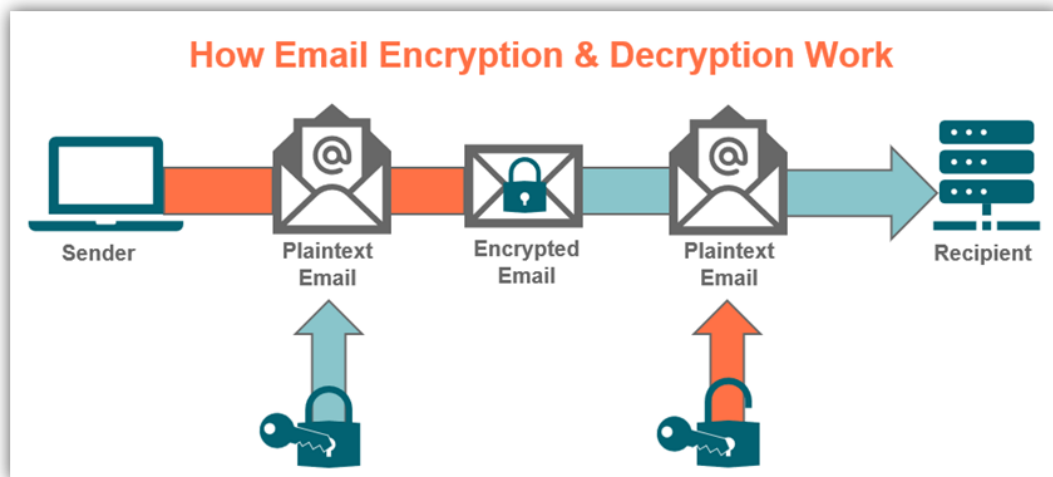 How Email Encryption & Decryption Work
Sender
Plaintext
Email
Encrypted
Email
Plaintext
Email
Recipient